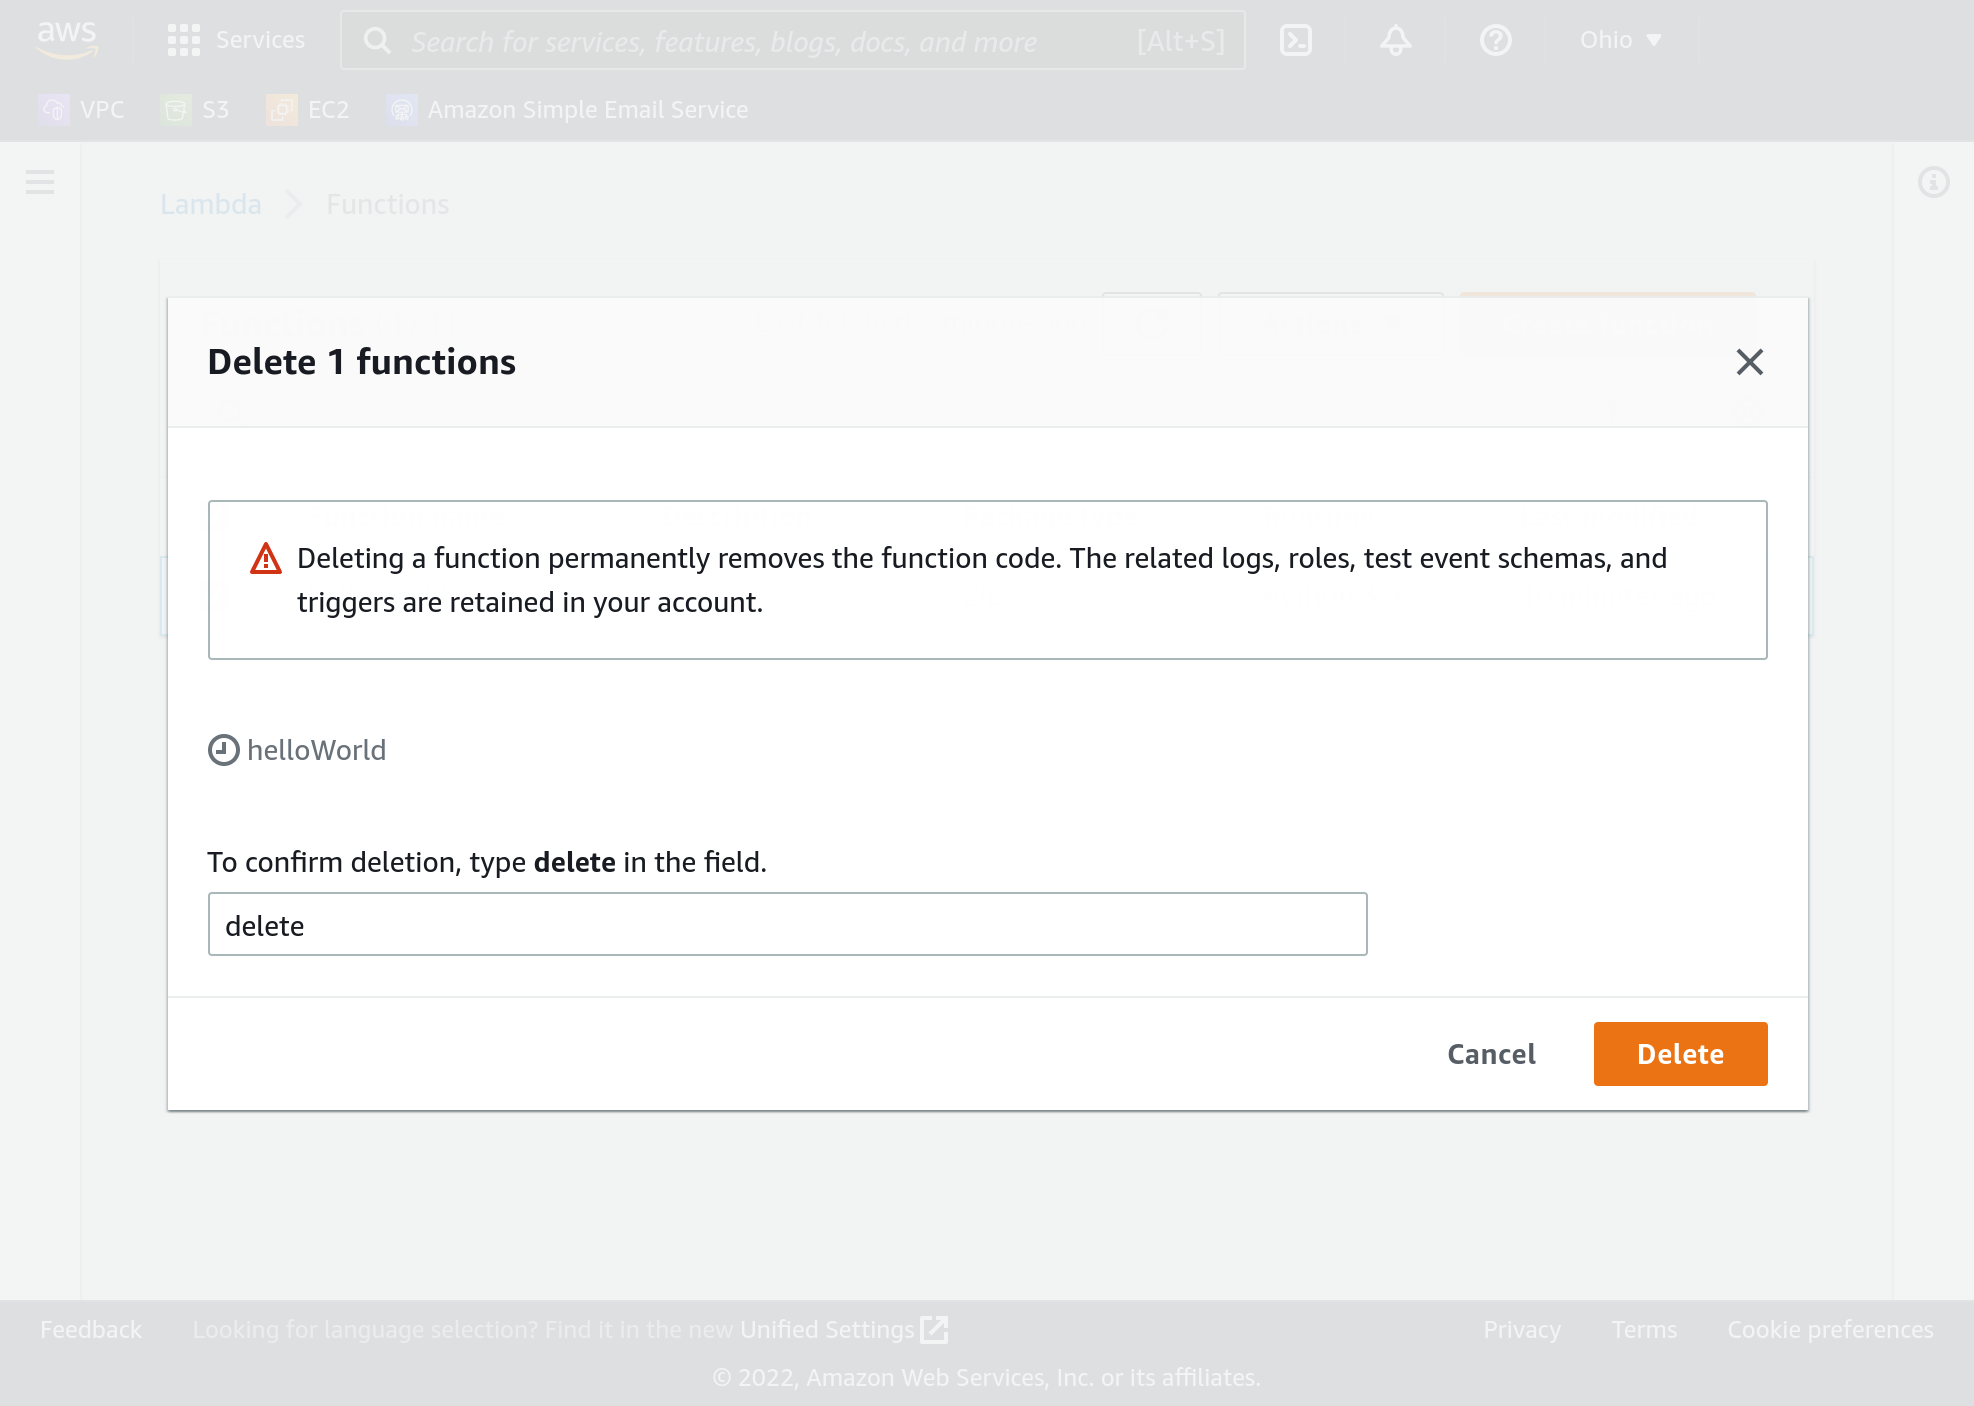 aws
Services
Search for services, features, blogs, docs, and more
[Alt+S]
Ohio
VPC
S3
EC2
Amazon Simple Email Service
Lambda
Functions
Delete 1 functions
Deleting a function permanently removes the function code. The related logs, roles, test event schemas, and
triggers are retained in your account.
helloWorld
To confirm deletion, type delete in the field.
delete
Cancel
Delete
Feedback
Looking for language selection? Find it in the new Unified Settings
Privacy
Terms
Cookie preferences
© 2022, Amazon Web Services, Inc. or its affiliates.